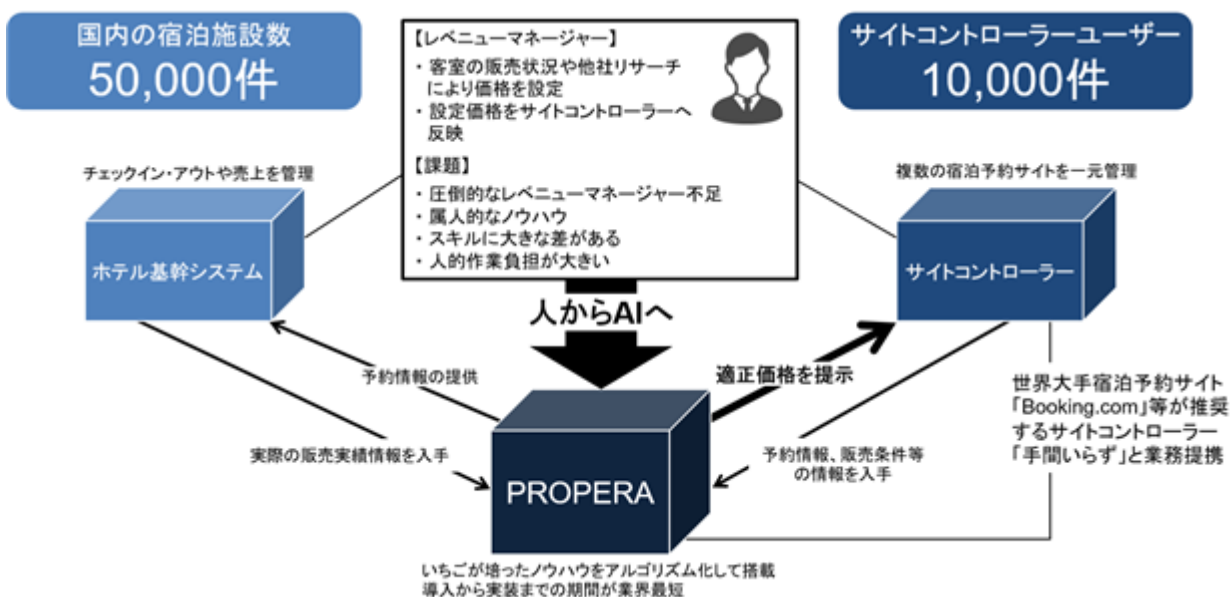 国内の宿泊施設数
50,000件
【レベニューマネージャー】
・客室の販売状況や他社リサーチ
により価格を設定
・設定価格をサイトコントローラーへ
反映
【課題】
・圧倒的なレベニューマネージャー不足
・属人的なノウハウ
・スキルに大きな差がある
・人的作業負担が大きい
サイトコントローラーユーザー
10,000件
チェックイン・アウトや売上を管理
ホテル基幹システム
複数の宿泊予約サイトを一元管理
サイトコントローラー
人からAIへ
予約情報の提供
適正価格を提示
実際の販売実績情報を入手
予約情報、販売条件等
の情報を入手
世界大手宿泊予約サイト
「Booking.com」等が推奨
するサイトコントローラー
「手間いらず」と業務提携
PROPERA
いちごが培ったノウハウをアルゴリズム化して搭載
導入から実装までの期間が業界最短